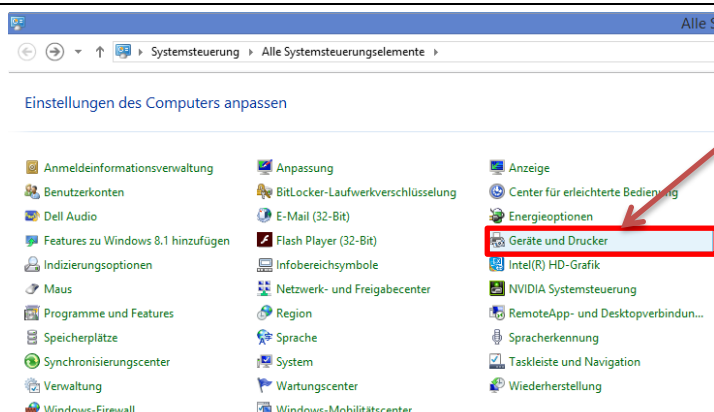 Alle S
Systemsteuerung ▸ Alle Systemsteuerungselemente ▸
Einstellungen des Computers anpassen
Anmeldeinformationsverwaltung Anpassung Anzeige
Benutzerkonten BitLocker-Laufwerkverschlüsselung Center für erleichterte Bedienung
Dell Audio E-Mail (32-Bit) Energieoptionen
Features zu Windows 8.1 hinzufügen Flash Player (32-Bit) Geräte und Drucker
Indizierungsoptionen Infobereichsymbole Intel(R) HD-Grafik
Maus Netzwerk- und Freigabecenter NVIDIA Systemsteuerung
Programme und Features Region RemoteApp- und Desktopverbindun...
Speicherplätze Sprache Spracherkennung
Synchronisierungscenter System Taskleiste und Navigation
Verwaltung Wartungscenter Wiederherstellung
Windows-Firewall Windows-Mobilitätscenter